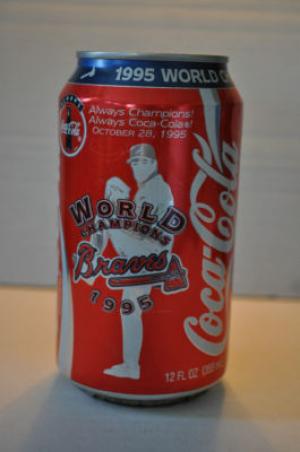 1995 WORLD
Always Champions!
Always Coca-Cola®!
OCTOBER 28, 1995
Coca-Cola
WORLD
CHAMPIONS
Braves
1995
Coca-Cola
12 FL OZ